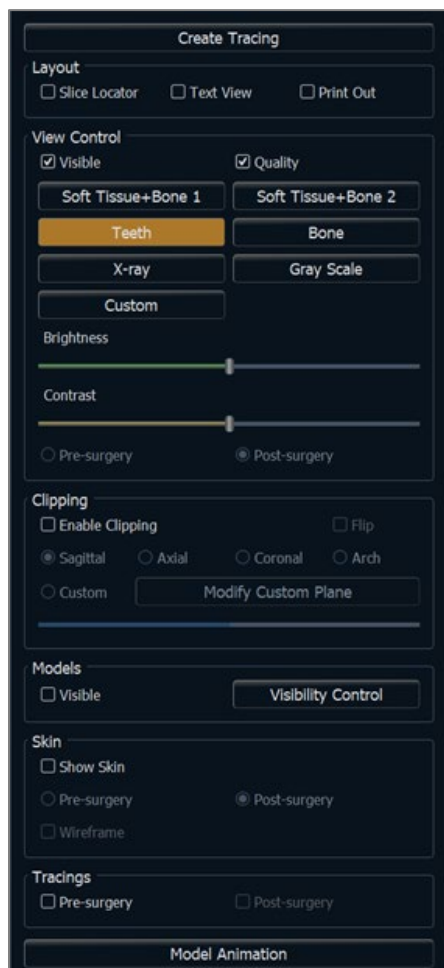 Create Tracing
Layout
Slice Locator Text View Print Out
View Control
Visible Quality
Soft Tissue+Bone 1 Soft Tissue+Bone 2
Teeth Bone
X-ray Gray Scale
Custom
Brightness
Contrast
Pre-surgery Post-surgery
Clipping
Enable Clipping Flip
Sagittal Axial Coronal Arch
Custom Modify Custom Plane
Models
Visible Visibility Control
Skin
Show Skin
Pre-surgery Post-surgery
Wireframe
Tracings
Pre-surgery Post-surgery
Model Animation